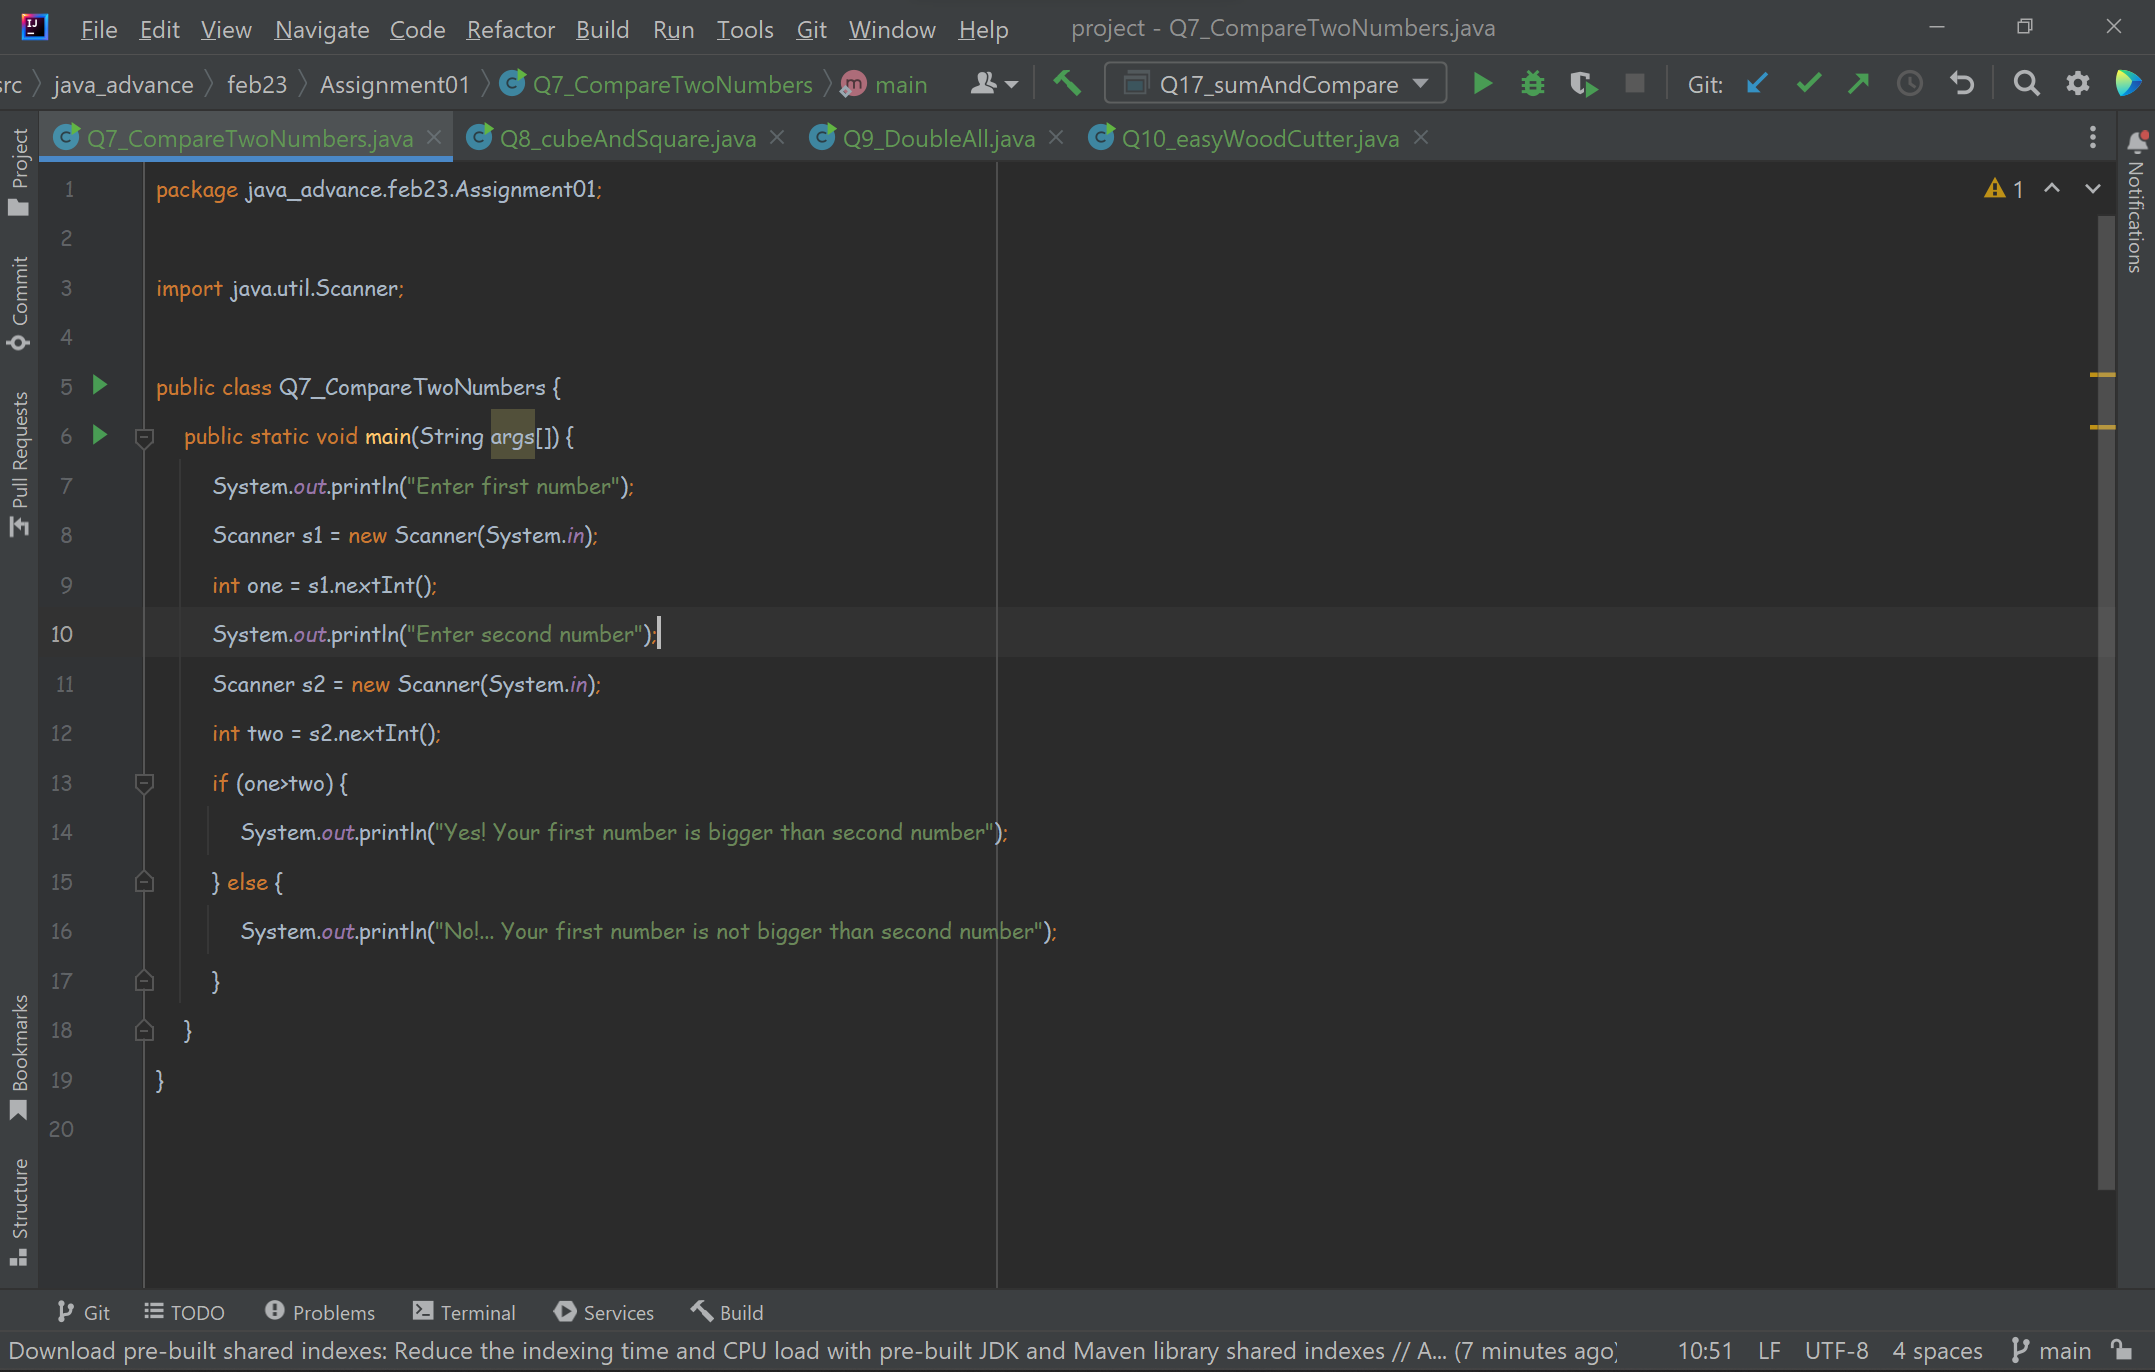 File Edit View Navigate Code Refactor Build Run Tools Git Window Help project - Q7_CompareTwoNumbers.java
src java_advance feb23 Assignment01 Q7_CompareTwoNumbers main Q17_sumAndCompare Git:
Q7_CompareTwoNumbers.java Q8_cubeAndSquare.java Q9_DoubleAll.java Q10_easyWoodCutter.java
Project
Commit
Pull Requests
Bookmarks
Structure
Notifications
1
1 package java_advance.feb23.Assignment01;
2
3 import java.util.Scanner;
4
5 public class Q7_CompareTwoNumbers {
6 public static void main(String args[]) {
7 System.out.println("Enter first number");
8 Scanner s1 = new Scanner(System.in);
9 int one = s1.nextInt();
10 System.out.println("Enter second number");
11 Scanner s2 = new Scanner(System.in);
12 int two = s2.nextInt();
13 if (one>two) {
14 System.out.println("Yes! Your first number is bigger than second number");
15 } else {
16 System.out.println("No!... Your first number is not bigger than second number");
17 }
18 }
19 }
20
Git TODO Problems Terminal Services Build
Download pre-built shared indexes: Reduce the indexing time and CPU load with pre-built JDK and Maven library shared indexes // A... (7 minutes ago) 10:51 LF UTF-8 4 spaces main